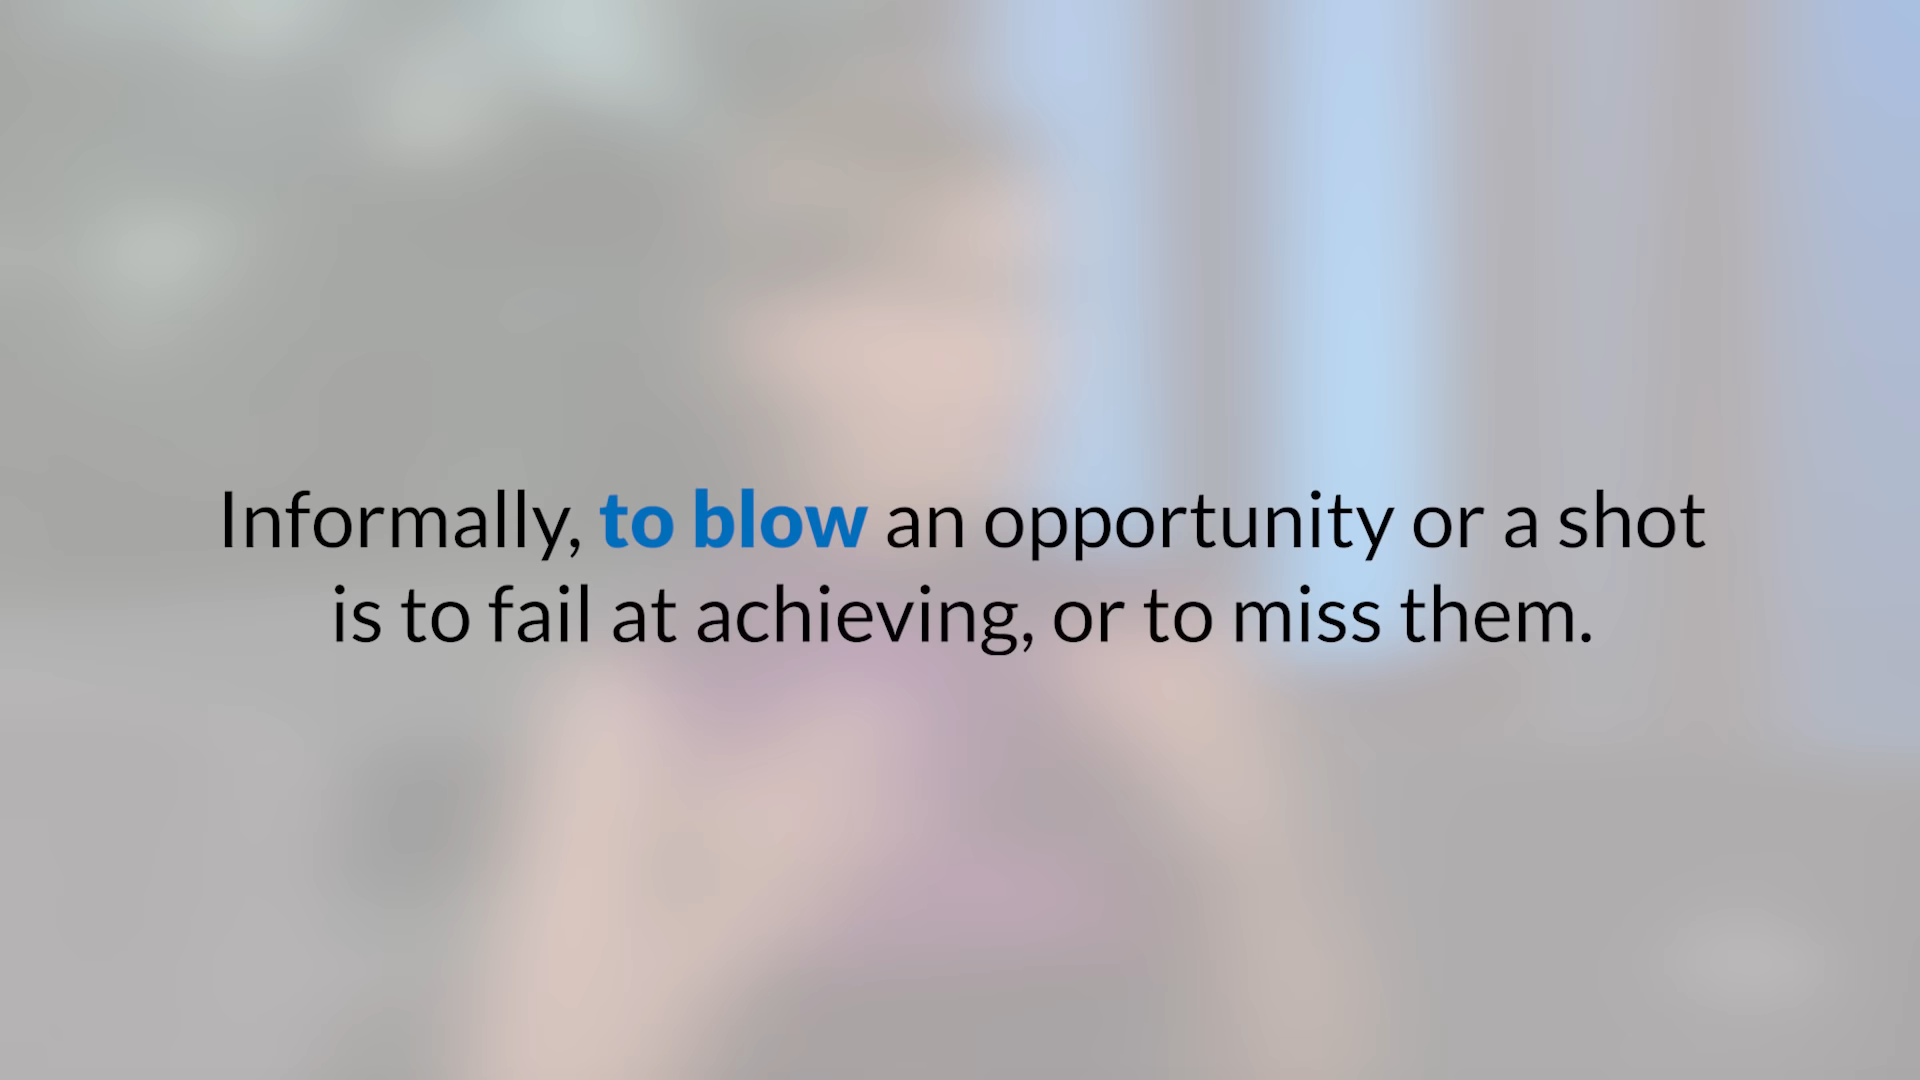 Informally, to blow an opportunity or a shot
is to fail at achieving, or to miss them.